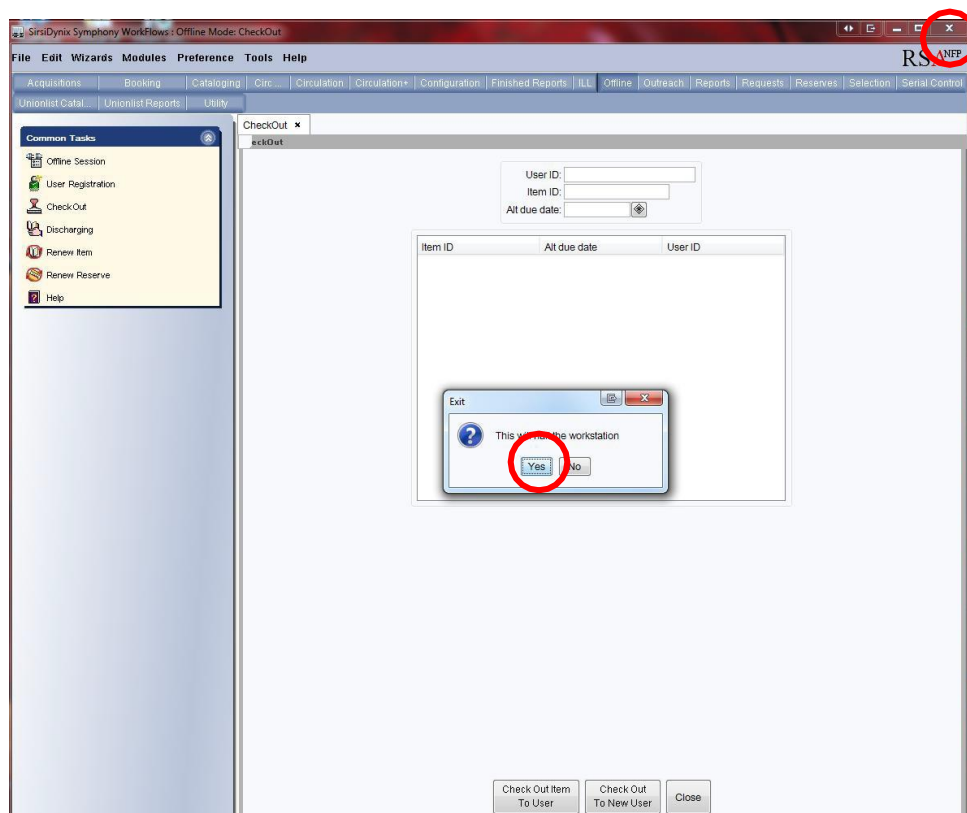 SirsiDynix Symphony WorkFlows : Offline Mode: CheckOut
File Edit Wizards Modules Preference Tools Help
RSA NFP
Acquisitions Booking Cataloging Circ... Circulation Circulation+ Configuration Finished Reports ILL Offline Outreach Reports Requests Reserves Selection Serial Control
Unionlist Catal... Unionlist Reports Utility
CheckOut
Common Tasks
eckOut
Offline Session
User Registration
CheckOut
Discharging
Renew Item
Renew Reserve
Help
User ID:
Item ID:
Alt due date:
Item ID Alt due date User ID
Exit
This will the workstation
Yes No
Check Out Item
To User
Check Out
To New User
Close